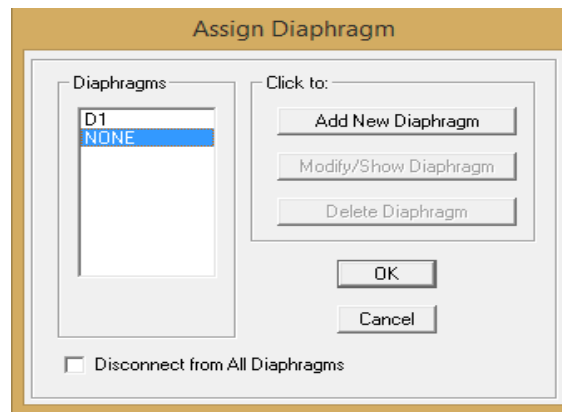 Assign Diaphragm
Diaphragms
D1
NONE
Click to:
Add New Diaphragm
Modify/Show Diaphragm
Delete Diaphragm
OK
Cancel
Disconnect from All Diaphragms